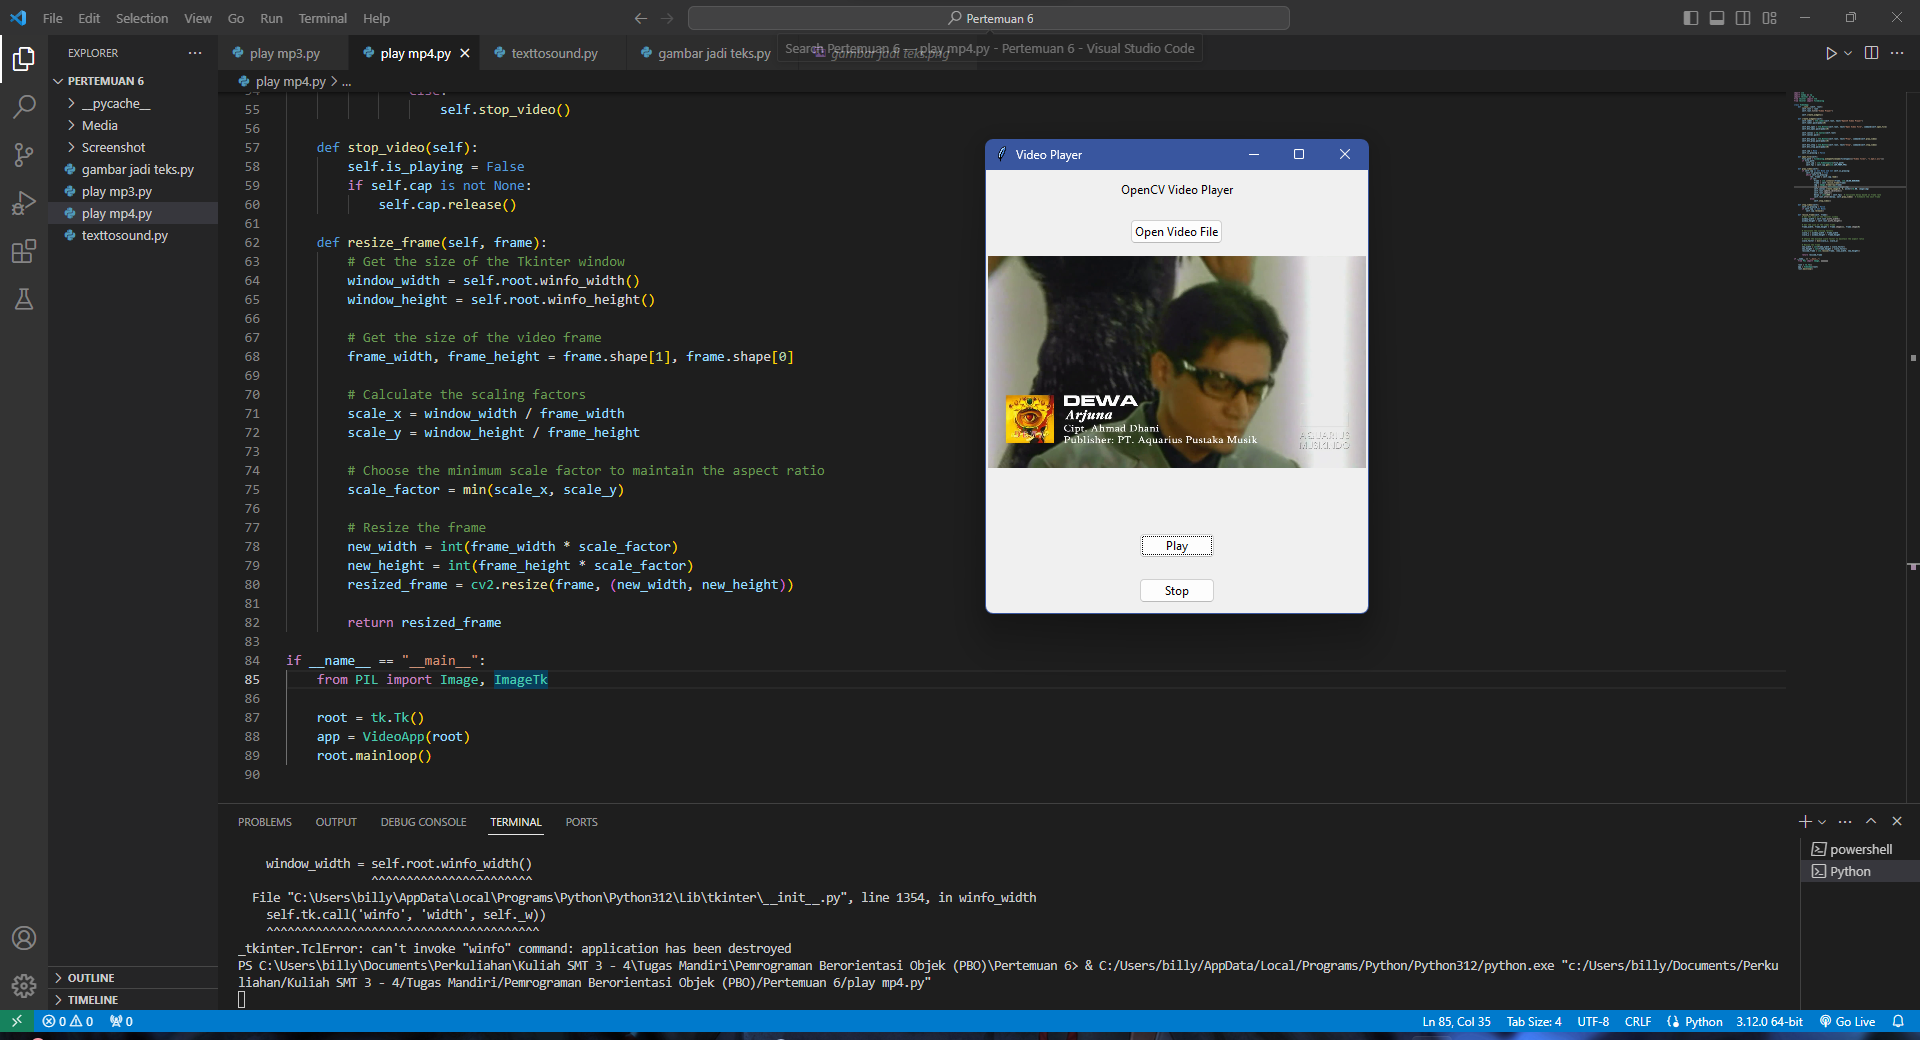 File Edit Selection View Go Run Terminal Help
Pertemuan 6
EXPLORER
PERTEMUAN 6
__pycache__
Media
Screenshot
gambar jadi teks.py
play mp3.py
play mp4.py
texttosound.py
OUTLINE
TIMELINE
play mp3.py
play mp4.py
texttosound.py
gambar jadi teks.py
gambar jadi teks.png
Search Pertemuan 6 — play mp4.py - Pertemuan 6 - Visual Studio Code
play mp4.py > ...
54 else:
55 self.stop_video()
56
57 def stop_video(self):
58 self.is_playing = False
59 if self.cap is not None:
60 self.cap.release()
61
62 def resize_frame(self, frame):
63 # Get the size of the Tkinter window
64 window_width = self.root.winfo_width()
65 window_height = self.root.winfo_height()
66
67 # Get the size of the video frame
68 frame_width, frame_height = frame.shape[1], frame.shape[0]
69
70 # Calculate the scaling factors
71 scale_x = window_width / frame_width
72 scale_y = window_height / frame_height
73
74 # Choose the minimum scale factor to maintain the aspect ratio
75 scale_factor = min(scale_x, scale_y)
76
77 # Resize the frame
78 new_width = int(frame_width * scale_factor)
79 new_height = int(frame_height * scale_factor)
80 resized_frame = cv2.resize(frame, (new_width, new_height))
81
82 return resized_frame
83
84 if __name__ == "__main__":
85 from PIL import Image, ImageTk
86
87 root = tk.Tk()
88 app = VideoApp(root)
89 root.mainloop()
90
Video Player
OpenCV Video Player
Open Video File
DEWA
Arjuna
Cipt. Ahmad Dhani
Publisher: PT. Aquarius Pustaka Musik
AQUARIUS
MUSIKINDO
Play
Stop
PROBLEMS OUTPUT DEBUG CONSOLE TERMINAL PORTS
powershell
Python
window_width = self.root.winfo_width()
^^^^^^^^^^^^^^^^^^^^^^^
File "C:\Users\billy\AppData\Local\Programs\Python\Python312\Lib\tkinter\__init__.py", line 1354, in winfo_width
self.tk.call('winfo', 'width', self._w))
^^^^^^^^^^^^^^^^^^^^^^^^^^^^^^^^^^^^^^^
_tkinter.TclError: can't invoke "winfo" command: application has been destroyed
PS C:\Users\billy\Documents\Perkuliahan\Kuliah SMT 3 - 4\Tugas Mandiri\Pemrograman Berorientasi Objek (PBO)\Pertemuan 6> & C:/Users/billy/AppData/Local/Programs/Python/Python312/python.exe "c:/Users/billy/Documents/Perku
liahan/Kuliah SMT 3 - 4/Tugas Mandiri/Pemrograman Berorientasi Objek (PBO)/Pertemuan 6/play mp4.py"
0 0 0 Ln 85, Col 35 Tab Size: 4 UTF-8 CRLF Python 3.12.0 64-bit Go Live